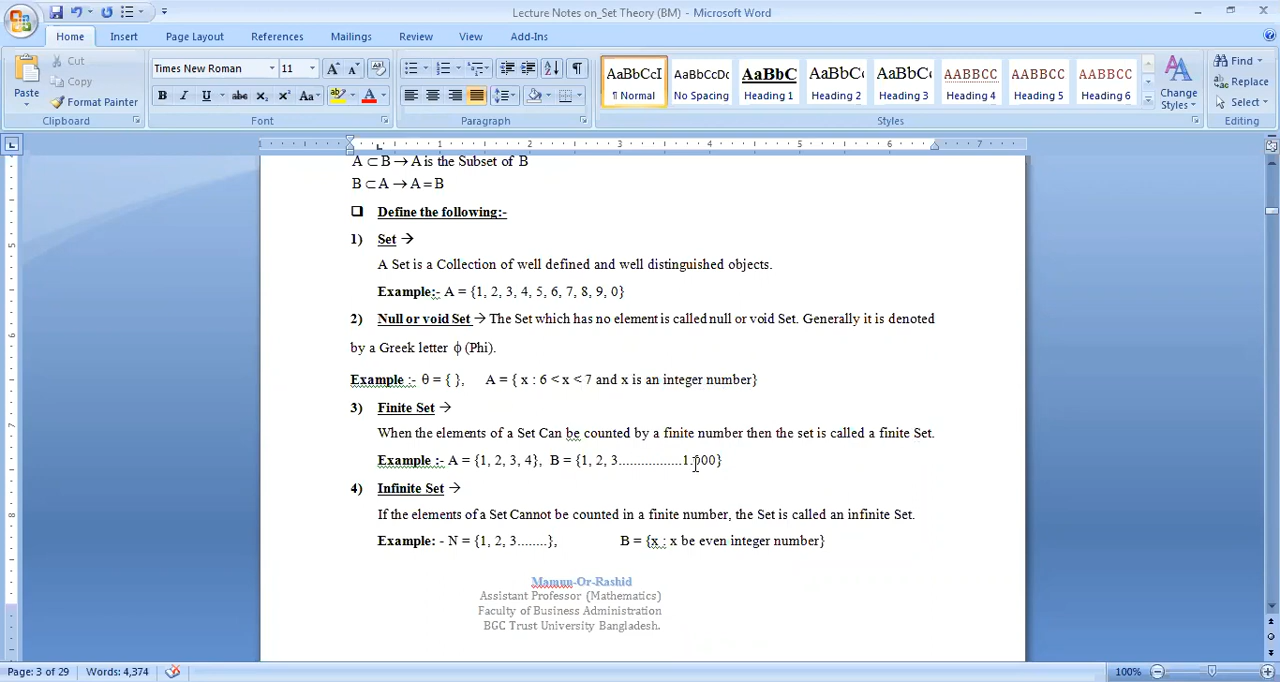 Lecture Notes on_Set Theory (BM) - Microsoft Word
Home Insert Page Layout References Mailings Review View Add-Ins
Cut
Copy
Paste
Format Painter
Clipboard
Times New Roman 11
Font
Paragraph
AaBbCcI AaBbCcDc AaBbC AaBbCc AaBbCc AABBCC AABBCC AABBCC
¶ Normal No Spacing Heading 1 Heading 2 Heading 3 Heading 4 Heading 5 Heading 6
Change Styles
Styles
Find
Replace
Select
Editing
A ⊂ B → A is the Subset of B
B ⊂ A → A = B
Define the following:-
1) Set →
A Set is a Collection of well defined and well distinguished objects.
Example:- A = {1, 2, 3, 4, 5, 6, 7, 8, 9, 0}
2) Null or void Set → The Set which has no element is called null or void Set. Generally it is denoted
by a Greek letter ϕ (Phi).
Example :- θ = { }, A = { x : 6 < x < 7 and x is an integer number}
3) Finite Set →
When the elements of a Set Can be counted by a finite number then the set is called a finite Set.
Example :- A = {1, 2, 3, 4}, B = {1, 2, 3.................1.000}
4) Infinite Set →
If the elements of a Set Cannot be counted in a finite number, the Set is called an infinite Set.
Example: - N = {1, 2, 3........}, B = {x : x be even integer number}
Mamun-Or-Rashid
Assistant Professor (Mathematics)
Faculty of Business Administration
BGC Trust University Bangladesh.
Page: 3 of 29 Words: 4,374 100%